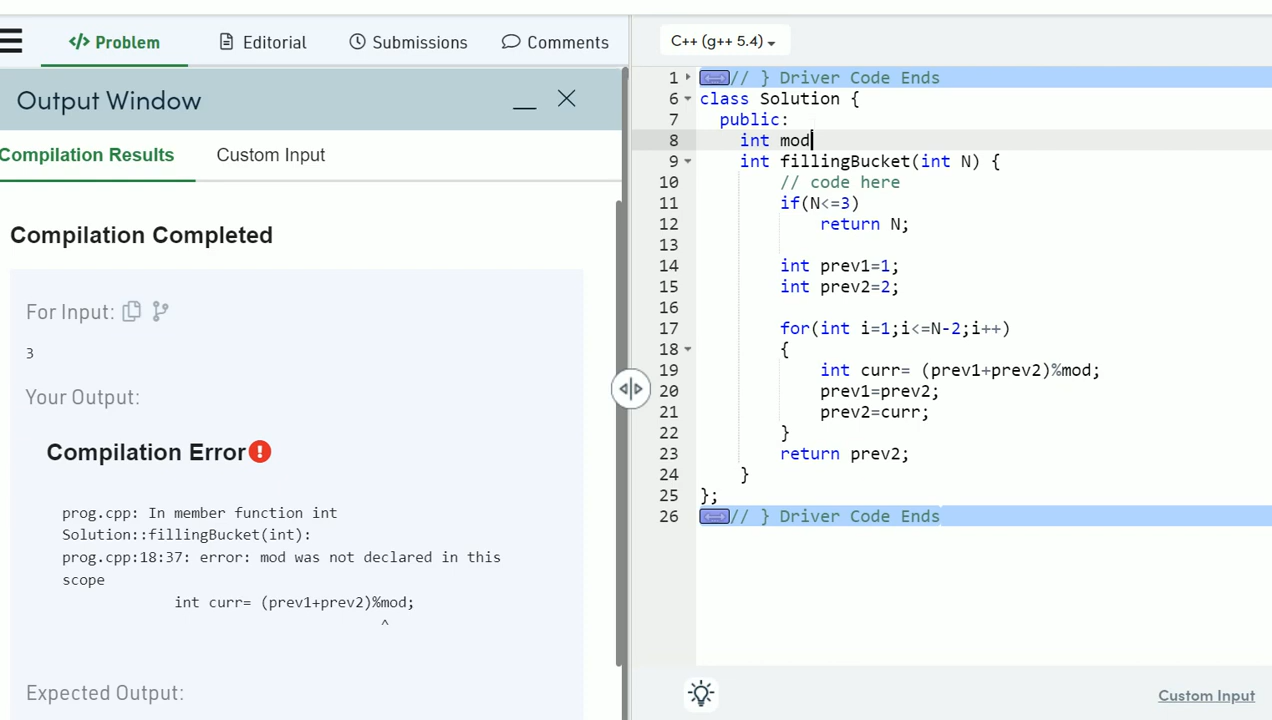 Problem
Editorial
Submissions
Comments
Output Window
Compilation Results
Custom Input
Compilation Completed
For Input:
3
Your Output:
Compilation Error
prog.cpp: In member function int
Solution::fillingBucket(int):
prog.cpp:18:37: error: mod was not declared in this
scope
int curr= (prev1+prev2)%mod;
^
Expected Output:
C++ (g++ 5.4)
1 // } Driver Code Ends
6 class Solution {
7 public:
8 int mod
9 int fillingBucket(int N) {
10 // code here
11 if(N<=3)
12 return N;
13
14 int prev1=1;
15 int prev2=2;
16
17 for(int i=1;i<=N-2;i++)
18 {
19 int curr= (prev1+prev2)%mod;
20 prev1=prev2;
21 prev2=curr;
22 }
23 return prev2;
24 }
25 };
26 // } Driver Code Ends
Custom Input